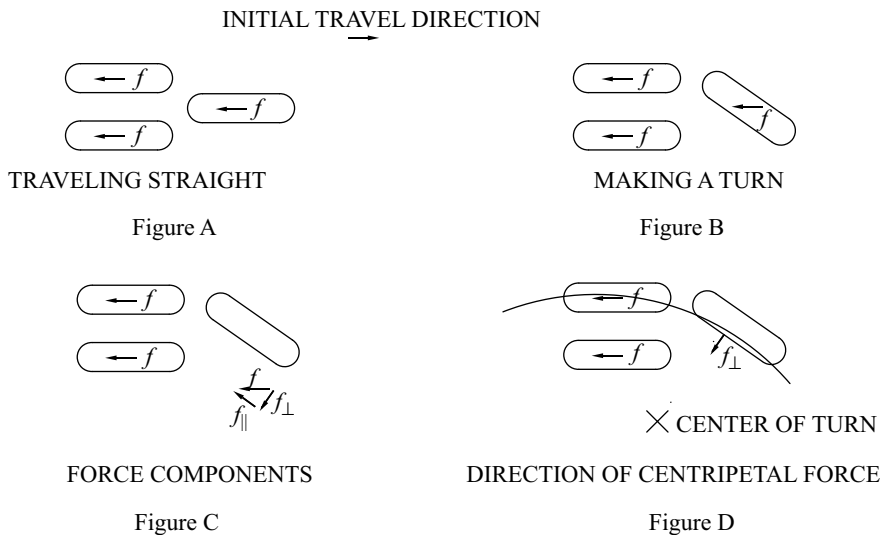 INITIAL TRAVEL DIRECTION
f
f
f
TRAVELING STRAIGHT
Figure A
f
f
f
MAKING A TURN
Figure B
f
f
f
f∥
f⊥
FORCE COMPONENTS
Figure C
f
f
f⊥
CENTER OF TURN
DIRECTION OF CENTRIPETAL FORCE
Figure D